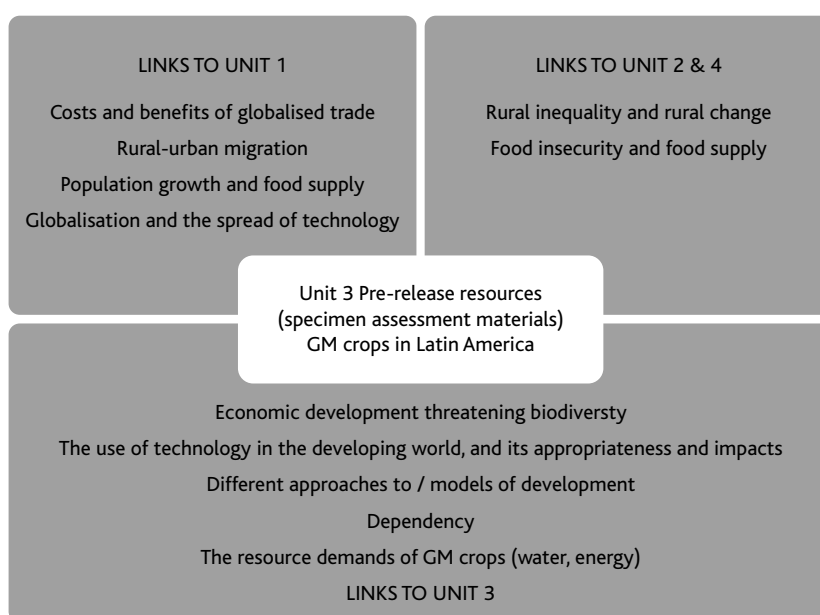 LINKS TO UNIT 1
Costs and benefits of globalised trade
Rural-urban migration
Population growth and food supply
Globalisation and the spread of technology
LINKS TO UNIT 2 & 4
Rural inequality and rural change
Food insecurity and food supply
Unit 3 Pre-release resources
(specimen assessment materials)
GM crops in Latin America
Economic development threatening biodiversty
The use of technology in the developing world, and its appropriateness and impacts
Different approaches to / models of development
Dependency
The resource demands of GM crops (water, energy)
LINKS TO UNIT 3